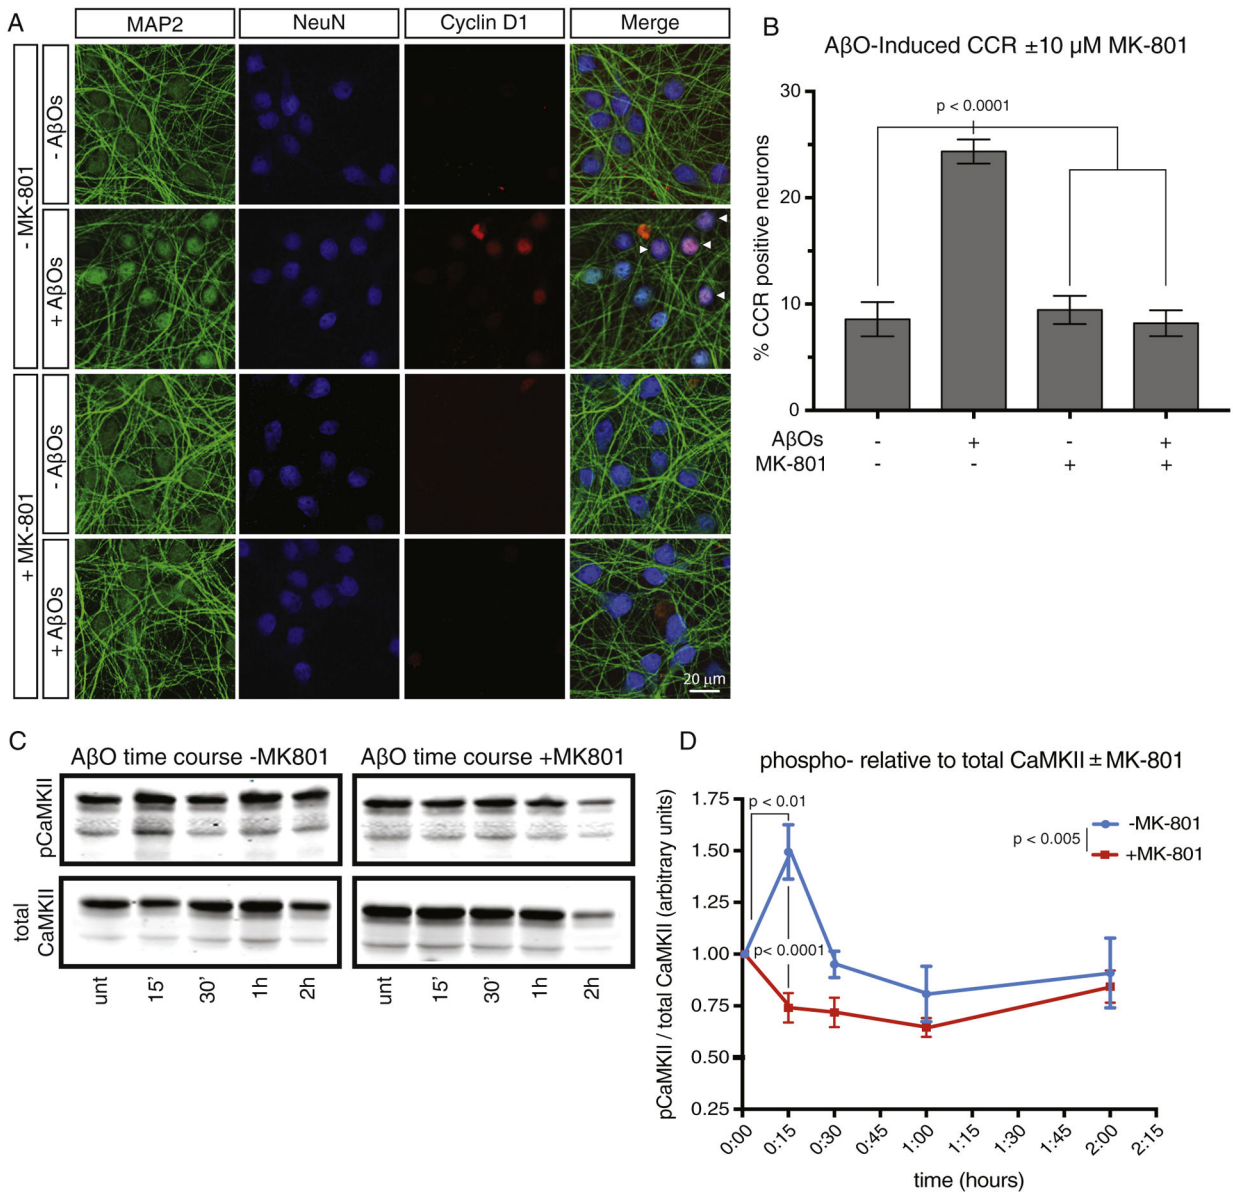 A
MAP2
NeuN
Cyclin D1
Merge
- MK-801
- AβOs
+ AβOs
+ MK-801
- AβOs
+ AβOs
20 μm
B
AβO-Induced CCR ±10 μM MK-801
% CCR positive neurons
30
20
10
0
p < 0.0001
AβOs - + - +
MK-801 - - + +
C
AβO time course -MK801
AβO time course +MK801
pCaMKII
total
CaMKII
unt 15' 30' 1h 2h
unt 15' 30' 1h 2h
D
phospho- relative to total CaMKII ± MK-801
pCaMKII / total CaMKII (arbitrary units)
1.75
1.50
1.25
1.00
0.75
0.50
0.25
p < 0.01
p < 0.0001
p < 0.005
-MK-801
+MK-801
0:00 0:15 0:30 0:45 1:00 1:15 1:30 1:45 2:00 2:15
time (hours)